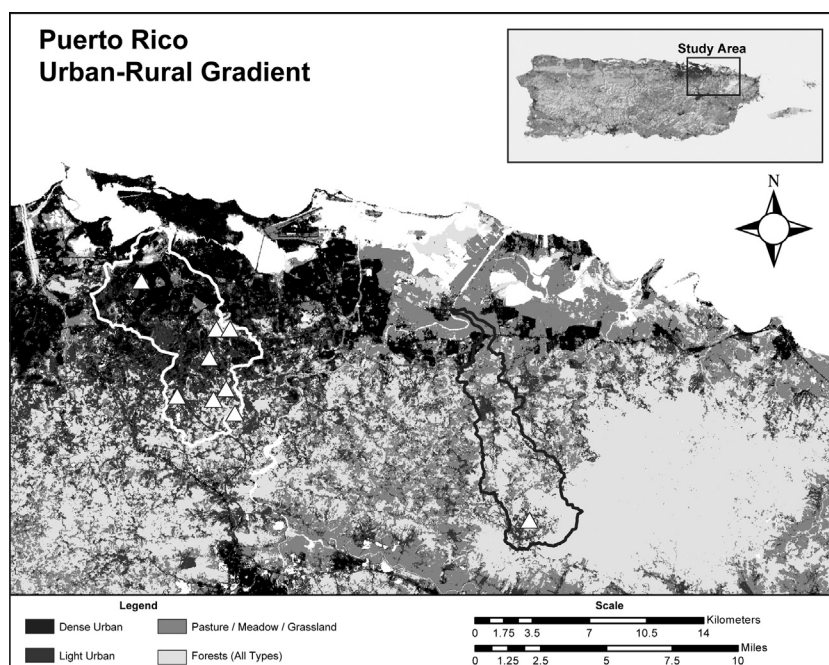 Puerto Rico
Urban-Rural Gradient
Study Area
N
Legend
Dense Urban
Pasture / Meadow / Grassland
Light Urban
Forests (All Types)
Scale
Kilometers
0 1.75 3.5 7 10.5 14
Miles
0 1.25 2.5 5 7.5 10